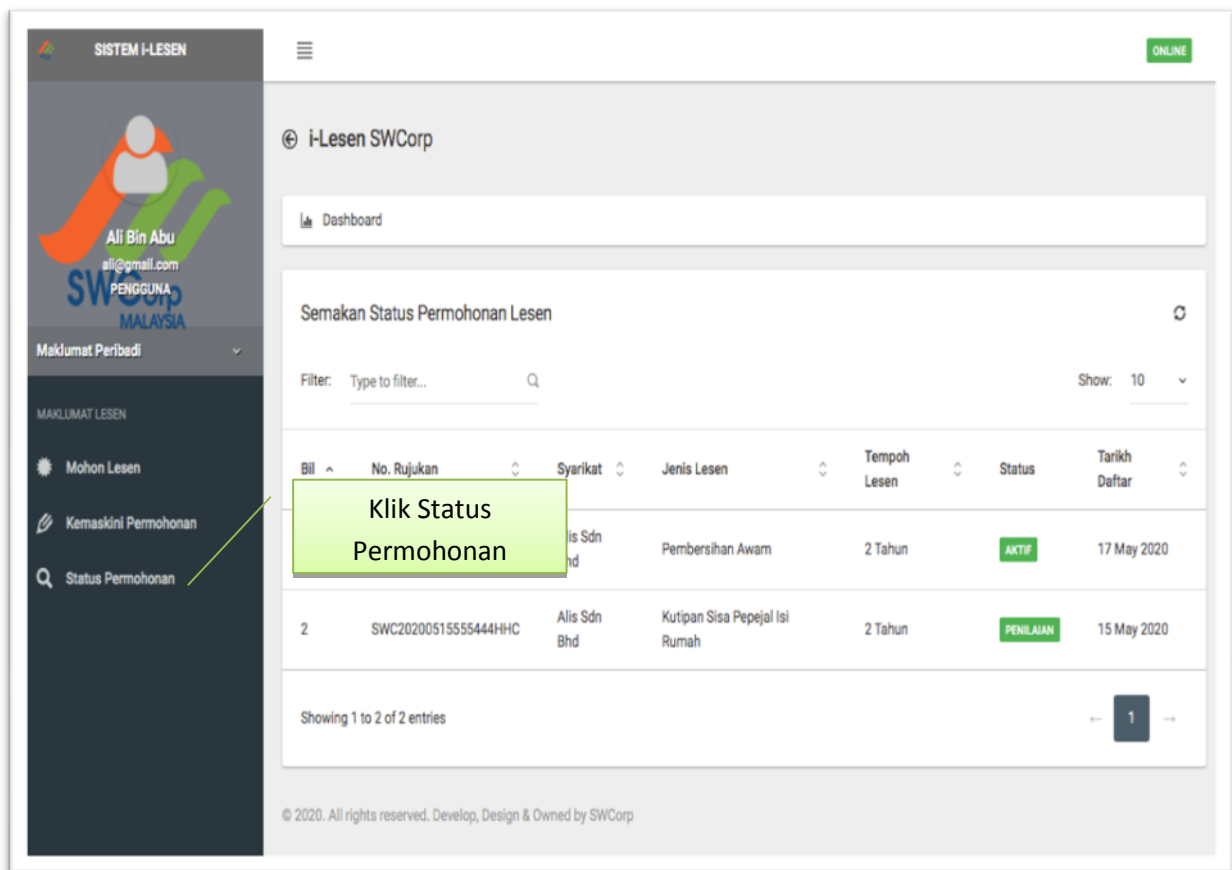 SISTEM i-LESEN
ONLINE
i-Lesen SWCorp
Dashboard
Ali Bin Abu
ali@gmail.com
PENGGUNA
SWCorp
MALAYSIA
Maklumat Peribadi
MAKLUMAT LESEN
Mohon Lesen
Kemaskini Permohonan
Status Permohonan
Semakan Status Permohonan Lesen
Filter: Type to filter... Show: 10
Bil No. Rujukan Syarikat Jenis Lesen Tempoh Lesen Status Tarikh Daftar
Klik Status
Permohonan
Sdn Pembersihan Awam 2 Tahun AKTIF 17 May 2020
2 SWC20200515555444HHC Alis Sdn Bhd Kutipan Sisa Pepejal Isi Rumah 2 Tahun PENILAIAN 15 May 2020
Showing 1 to 2 of 2 entries
← 1 →
© 2020. All rights reserved. Develop, Design & Owned by SWCorp